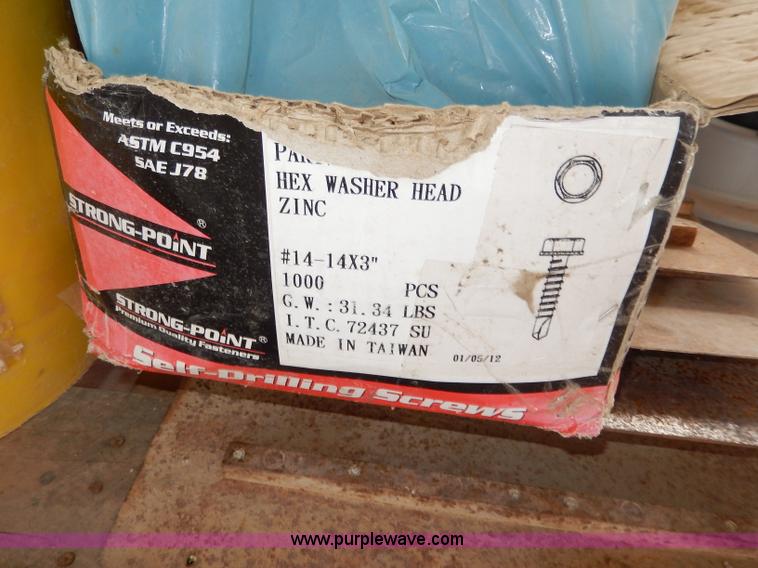 Meets or Exceeds:
ASTM C954
SAE J78
STRONG-POINT®
STRONG-POINT®
Premium Quality Fasteners
HEX WASHER HEAD
ZINC
#14-14X3"
1000 PCS
G.W.:31.34 LBS
I.T.C.72437 SU
MADE IN TAIWAN
01/05/12
Self-Drilling Screws
www.purplewave.com